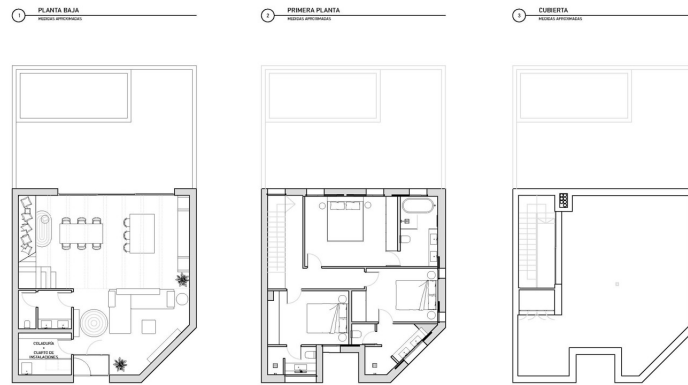 1
PLANTA BAJA
MEDIDAS APROXIMADAS
2
PRIMERA PLANTA
MEDIDAS APROXIMADAS
3
CUBIERTA
MEDIDAS APROXIMADAS
COLADURÍA
+
CUARTO DE
INSTALACIONES